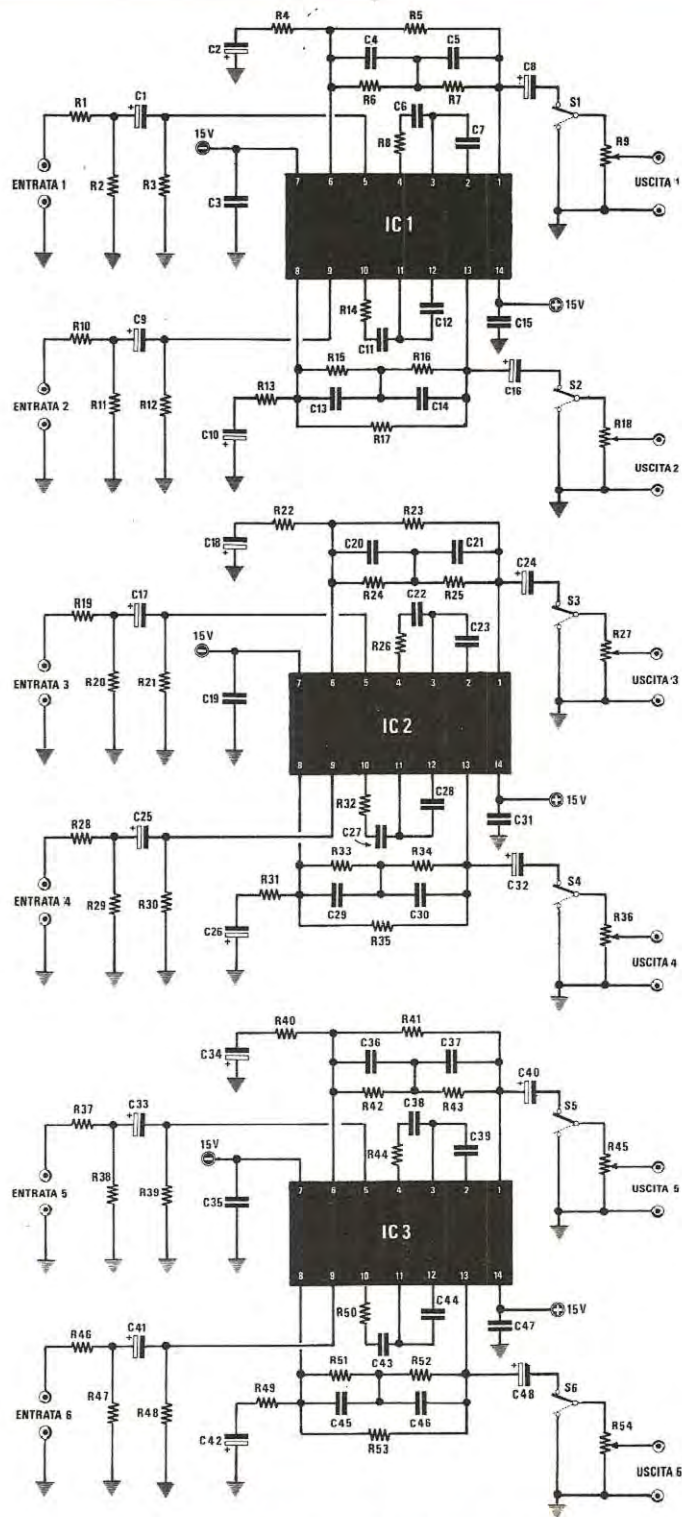 R4 R5
C2 C4 C5
C1 R6 R7 C8
R1 C6 S1
15V R8 C7 R9
ENTRATA 1 R2 R3 C3 USCITA 1
7 6 5 4 3 2 1
IC 1
8 9 10 11 12 13 14
R14 C12 15V
R10 C9 C11 C15
R15 R16 C16 S2
ENTRATA 2 R11 R12 R13 C13 C14 R18
C10 R17 USCITA 2
R22 R23
C18 C20 C21
C17 R24 R25 C24
R19 C22 S3
15V R26 C23 R27
ENTRATA 3 R20 R21 C19 USCITA 3
7 6 5 4 3 2 1
IC 2
8 9 10 11 12 13 14
R32 C28 15V
R28 C25 C27 C31
R33 R34 C32 S4
ENTRATA 4 R29 R30 R31 C29 C30 R36
C26 R35 USCITA 4
R40 R41
C34 C36 C37
C33 R42 R43 C40
R37 C38 S5
15V R44 C39 R45
ENTRATA 5 R38 R39 C35 USCITA 5
7 6 5 4 3 2 1
IC 3
8 9 10 11 12 13 14
R50 C44 15V
R46 C41 C43 C47
R51 R52 C48 S6
ENTRATA 6 R47 R48 R49 C45 C46 R54
C42 R53 USCITA 6